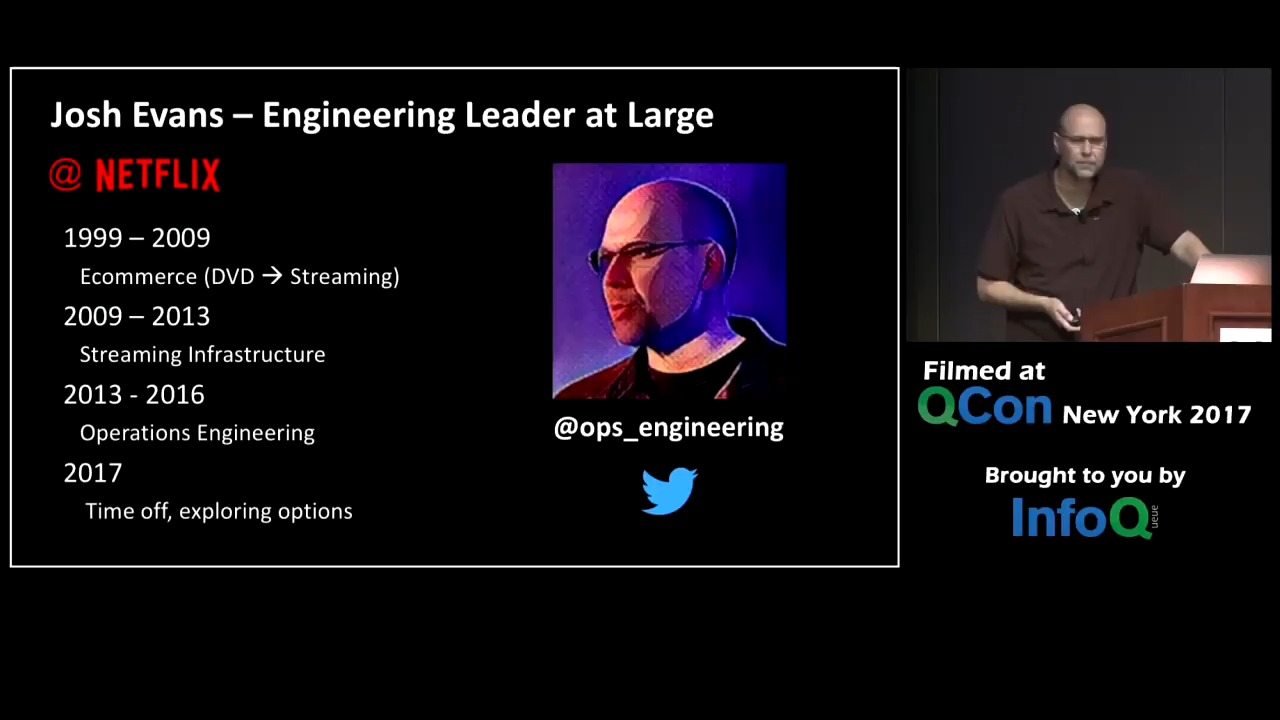 Josh Evans – Engineering Leader at Large
@ NETFLIX
1999 – 2009
Ecommerce (DVD → Streaming)
2009 – 2013
Streaming Infrastructure
2013 - 2016
Operations Engineering
2017
Time off, exploring options
@ops_engineering
Filmed at
QCon New York 2017
Brought to you by
InfoQ
ueue